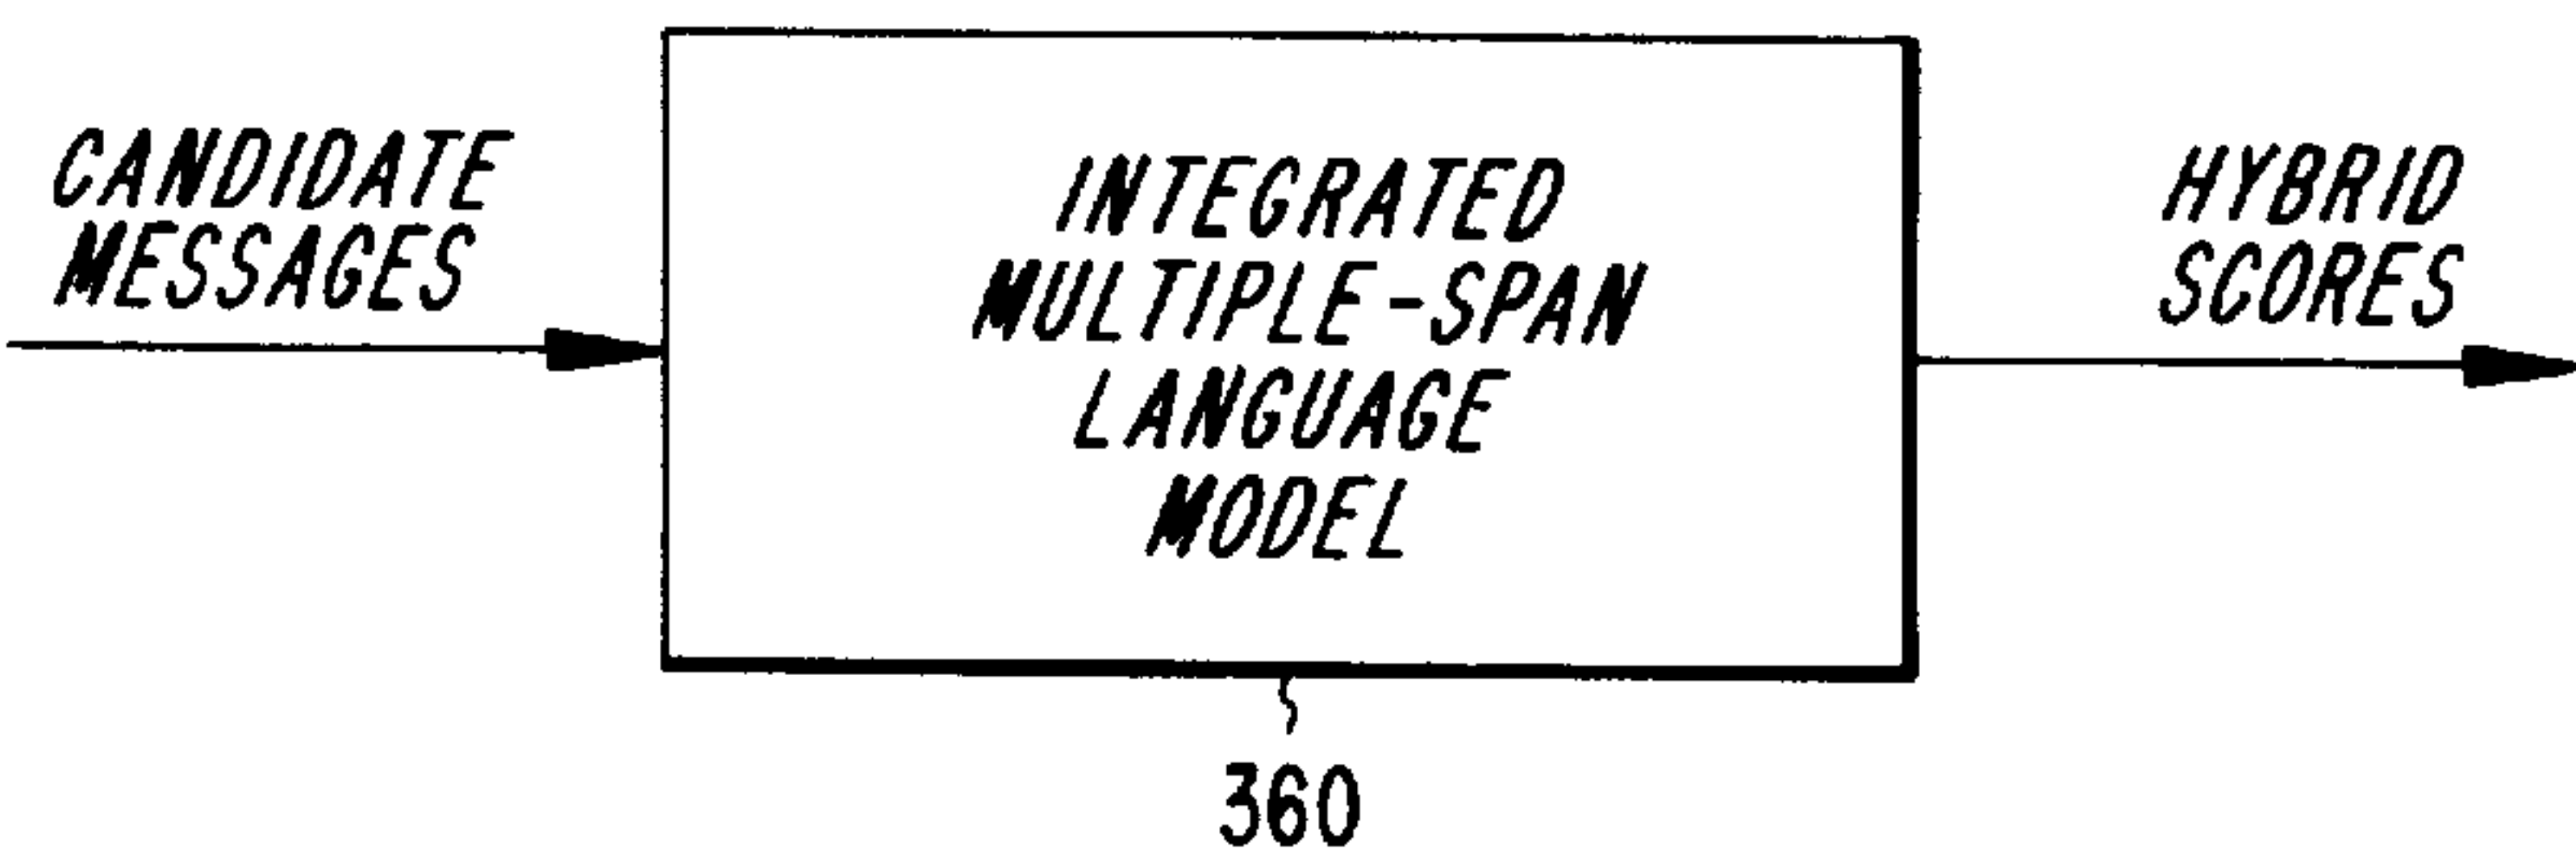 CANDIDATE
MESSAGES
INTEGRATED
MULTIPLE-SPAN
LANGUAGE
MODEL
HYBRID
SCORES
360